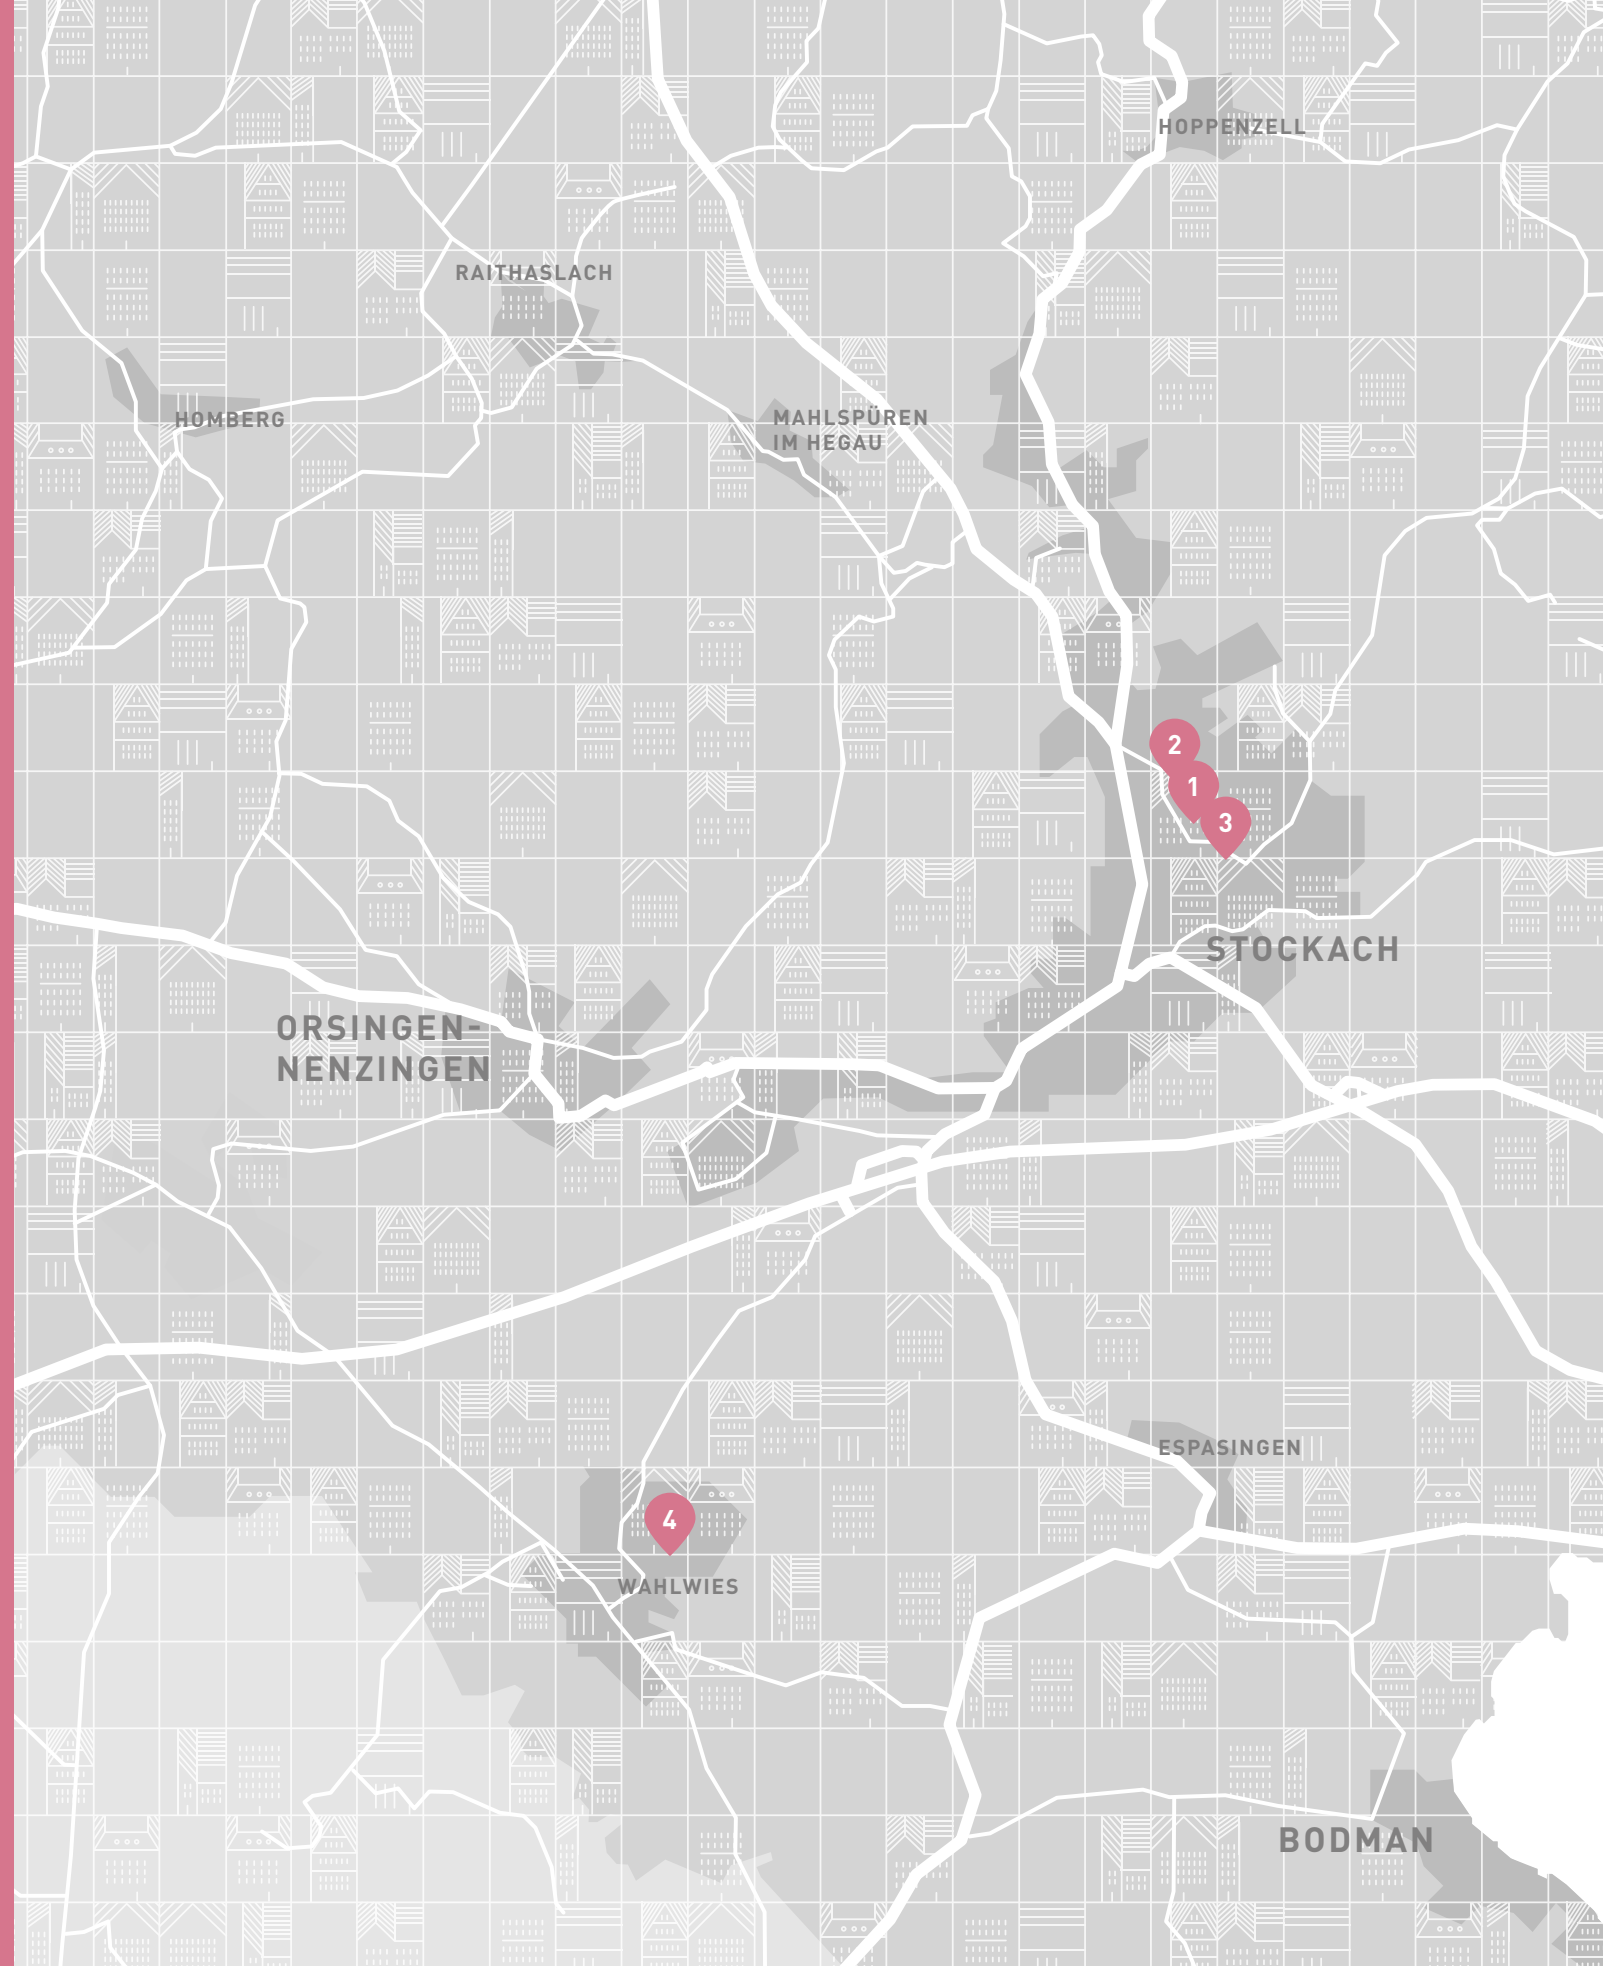 HOPPENZELL
RAITHASLACH
HOMBERG
MAHLSPÜREN
IM HEGAU
2
1
3
STOCKACH
ORSINGEN-
NENZINGEN
ESPASINGEN
4
WAHLWIES
BODMAN